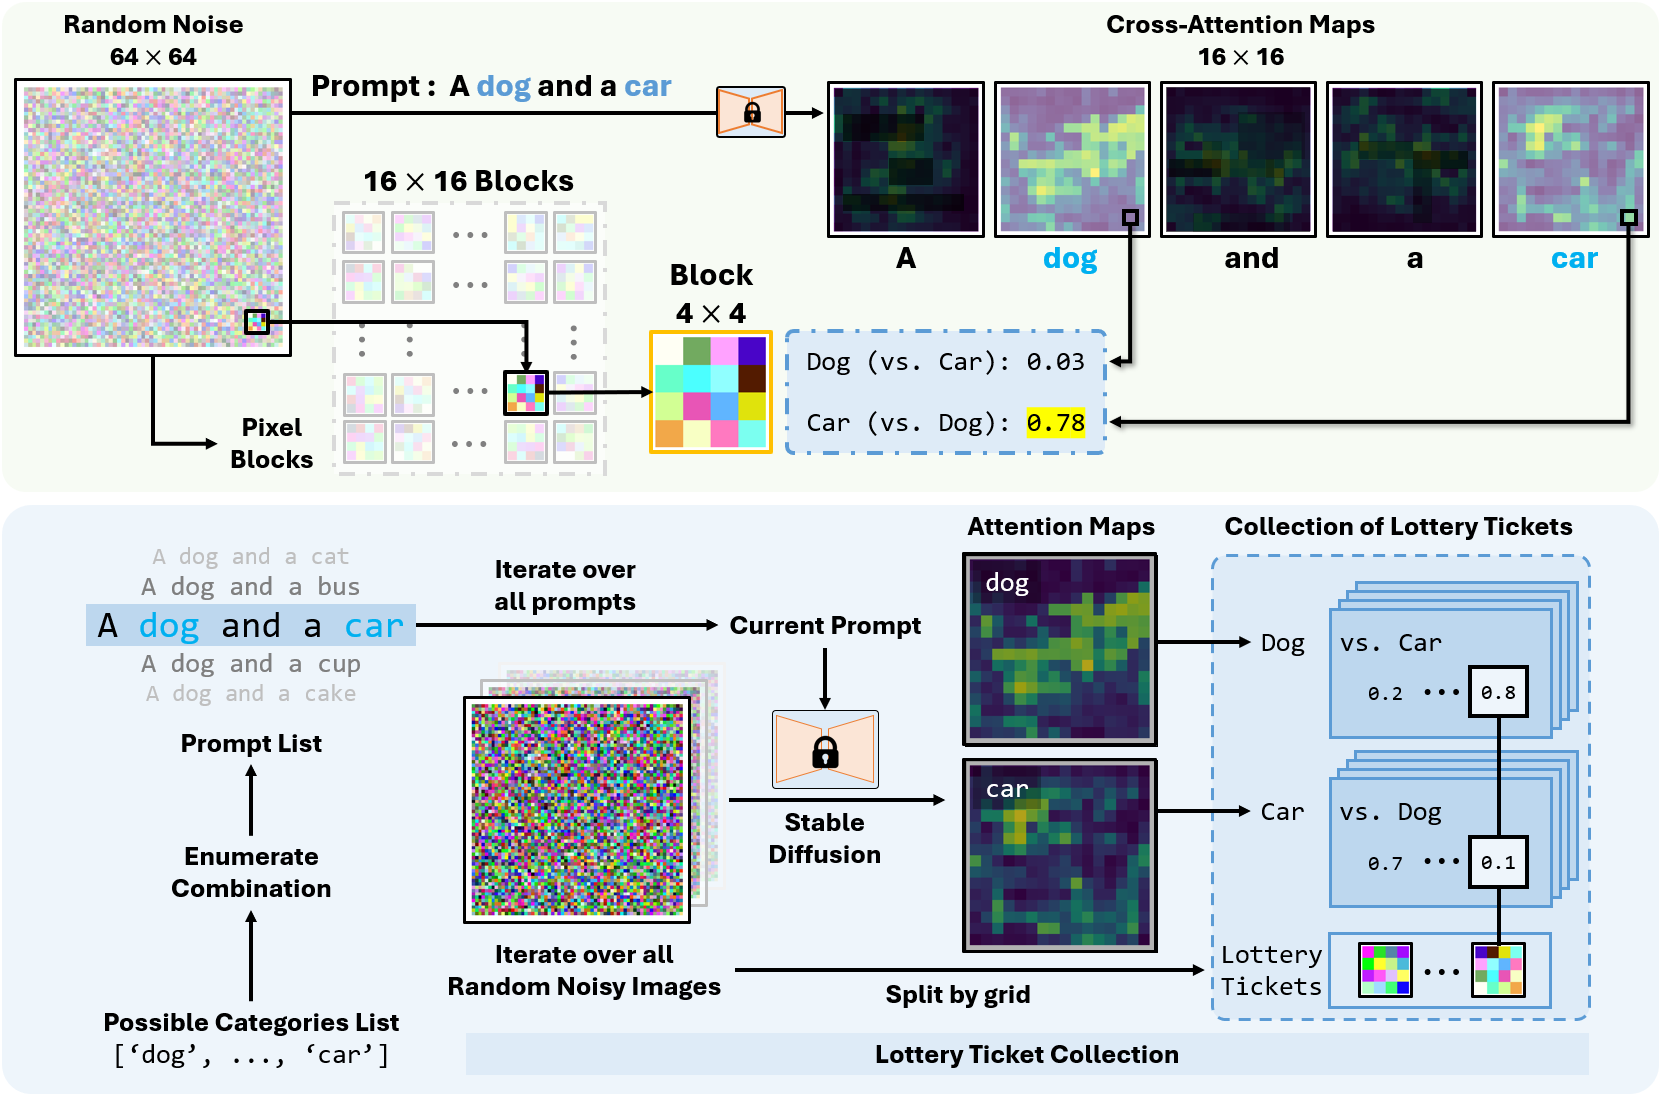 Random Noise
64 × 64
Prompt : A dog and a car
Cross-Attention Maps
16 × 16
A
dog
and
a
car
16 × 16 Blocks
Block
4 × 4
Dog (vs. Car): 0.03
Car (vs. Dog): 0.78
Pixel
Blocks
A dog and a cat
A dog and a bus
A dog and a car
A dog and a cup
A dog and a cake
Prompt List
Enumerate
Combination
Possible Categories List
[‘dog’, ..., ‘car’]
Iterate over
all prompts
Current Prompt
Stable
Diffusion
Iterate over all
Random Noisy Images
Split by grid
Attention Maps
dog
car
Collection of Lottery Tickets
Dog
vs. Car
0.2 ··· 0.8
Car
vs. Dog
0.7 ··· 0.1
Lottery
Tickets
Lottery Ticket Collection